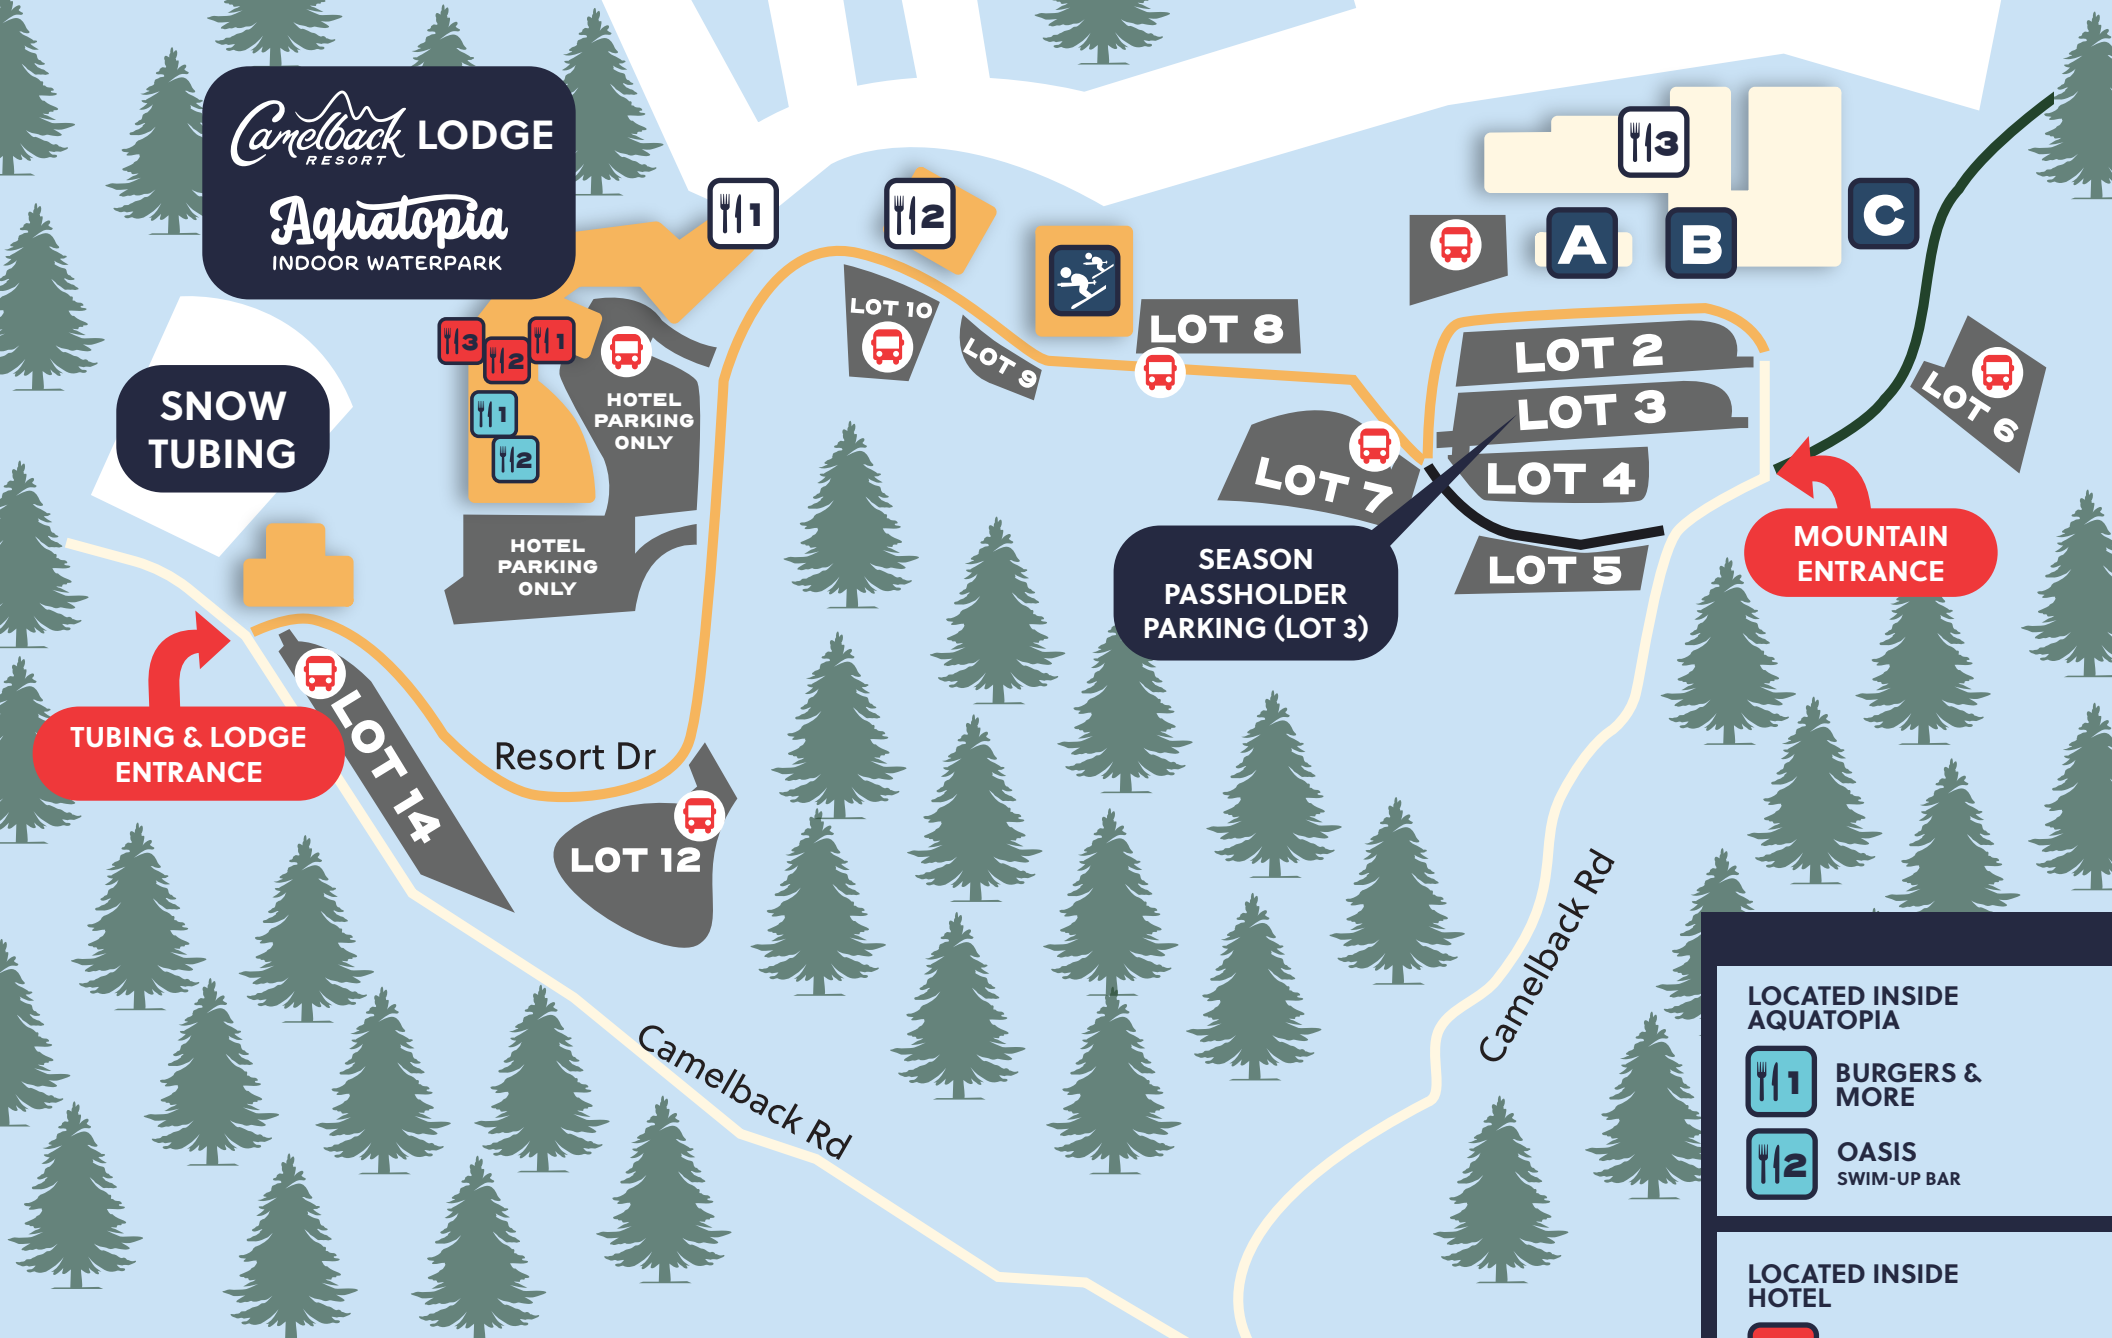 Camelback LODGE
RESORT
Aquatopia
INDOOR WATERPARK
1
2
3
A
B
C
3
2
1
1
2
HOTEL
PARKING
ONLY
HOTEL
PARKING
ONLY
SNOW
TUBING
LOT 10
LOT 9
LOT 8
LOT 2
LOT 3
LOT 4
LOT 5
LOT 6
LOT 7
SEASON
PASSHOLDER
PARKING (LOT 3)
MOUNTAIN
ENTRANCE
TUBING & LODGE
ENTRANCE
LOT 14
Resort Dr
LOT 12
Camelback Rd
Camelback Rd
LOCATED INSIDE
AQUATOPIA
1 BURGERS &
MORE
2 OASIS
SWIM-UP BAR
LOCATED INSIDE
HOTEL